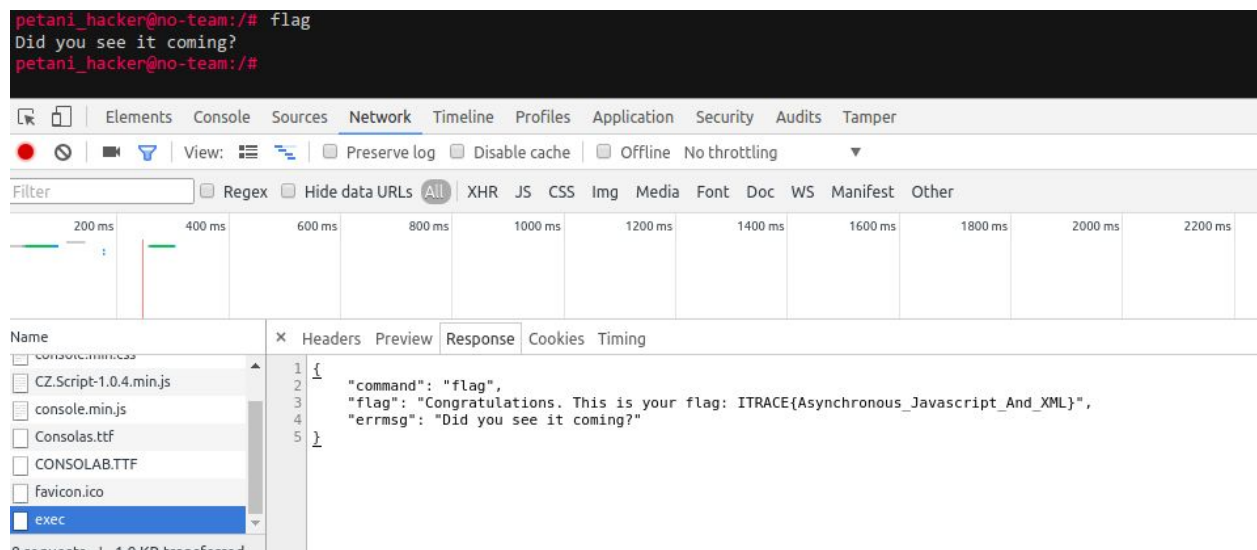 petani_hacker@no-team:/# flag
Did you see it coming?
petani_hacker@no-team:/#
Elements Console Sources Network Timeline Profiles Application Security Audits Tamper
View: Preserve log Disable cache Offline No throttling
Filter Regex Hide data URLs All XHR JS CSS Img Media Font Doc WS Manifest Other
200 ms 400 ms 600 ms 800 ms 1000 ms 1200 ms 1400 ms 1600 ms 1800 ms 2000 ms 2200 ms
Name
× Headers Preview Response Cookies Timing
console.min.css
CZ.Script-1.0.4.min.js
console.min.js
Consolas.ttf
CONSOLAB.TTF
favicon.ico
exec
1 {
2 "command": "flag",
3 "flag": "Congratulations. This is your flag: ITRACE{Asynchronous_Javascript_And_XML}",
4 "errmsg": "Did you see it coming?"
5 }